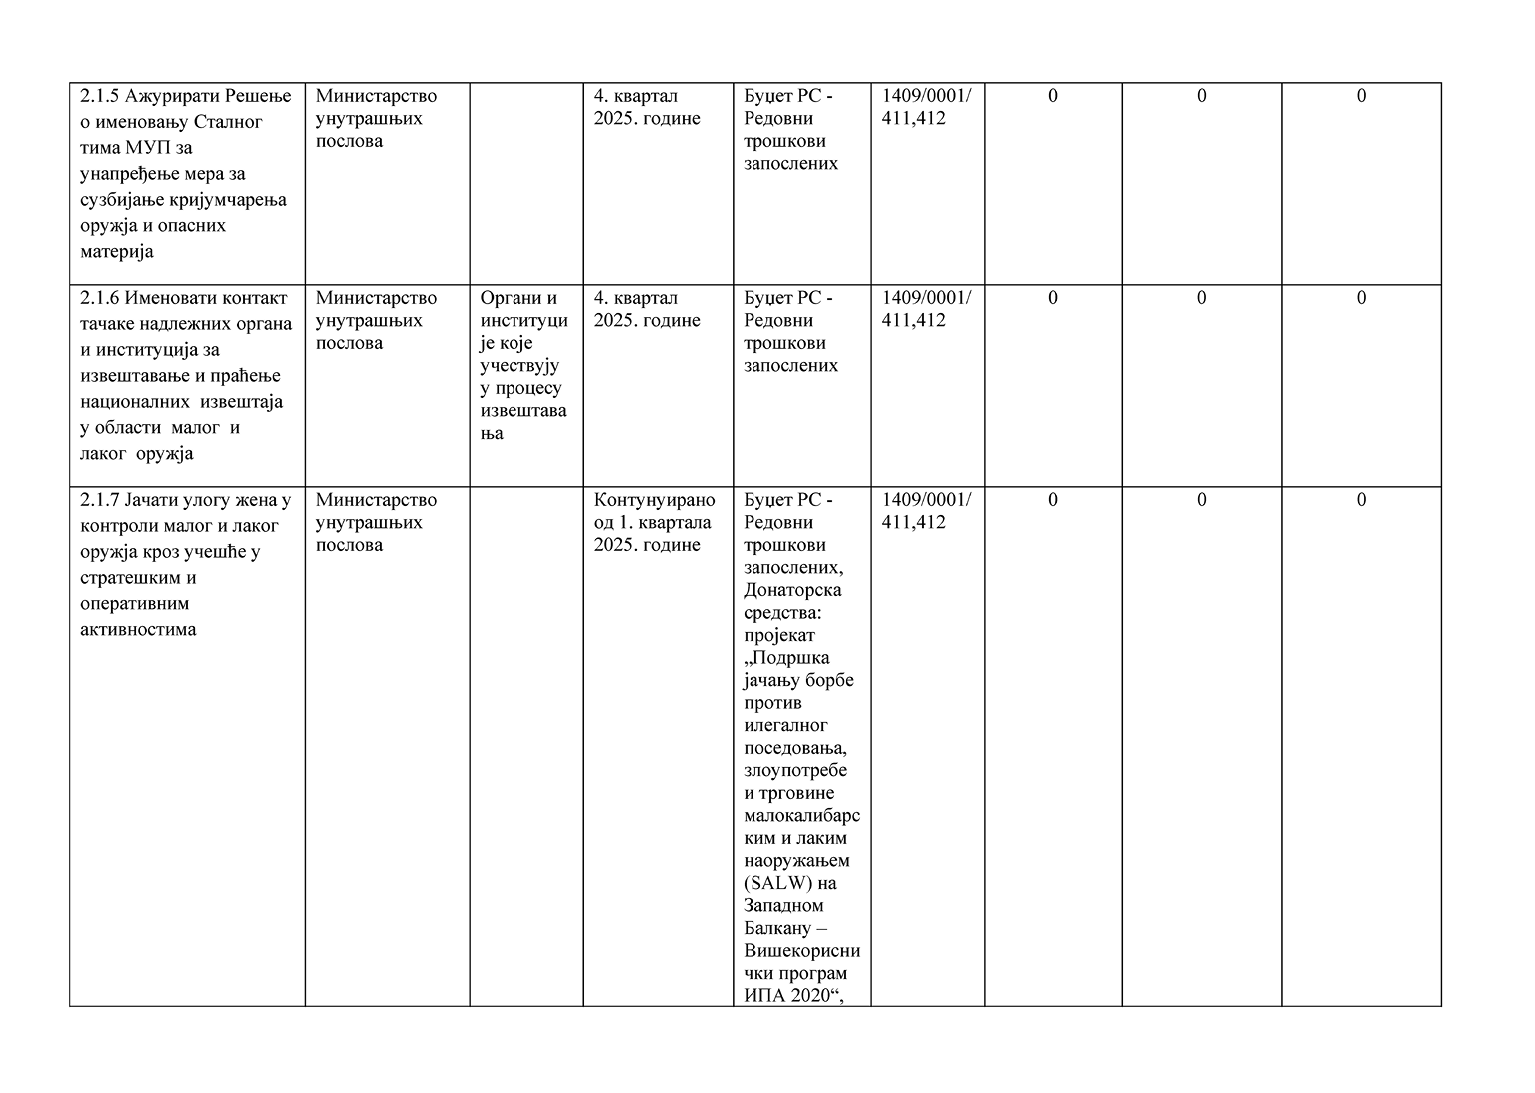 2.1.5 Ажурирати Решење
о именовању Сталног
тима МУП за
унапређење мера за
сузбијање кријумчарења
оружја и опасних
материја
Министарство
унутрашњих
послова
4. квартал
2025. године
Буџет РС -
Редовни
трошкови
запослених
1409/0001/
411,412
0
0
0
2.1.6 Именовати контакт
тачаке надлежних органа
и институција за
извештавање и праћење
националних извештаја
у области малог и
лаког оружја
Министарство
унутрашњих
послова
Органи и
институци
је које
учествују
у процесу
извештава
ња
4. квартал
2025. године
Буџет РС -
Редовни
трошкови
запослених
1409/0001/
411,412
0
0
0
2.1.7 Јачати улогу жена у
контроли малог и лаког
оружја кроз учешће у
стратешким и
оперативним
активностима
Министарство
унутрашњих
послова
Контунуирано
од 1. квартала
2025. године
Буџет РС -
Редовни
трошкови
запослених,
Донаторска
средства:
пројекат
„Подршка
јачању борбе
против
илегалног
поседовања,
злоупотребе
и трговине
малокалибарс
ким и лаким
наоружањем
(SALW) на
Западном
Балкану –
Вишекорисни
чки програм
ИПА 2020“,
1409/0001/
411,412
0
0
0